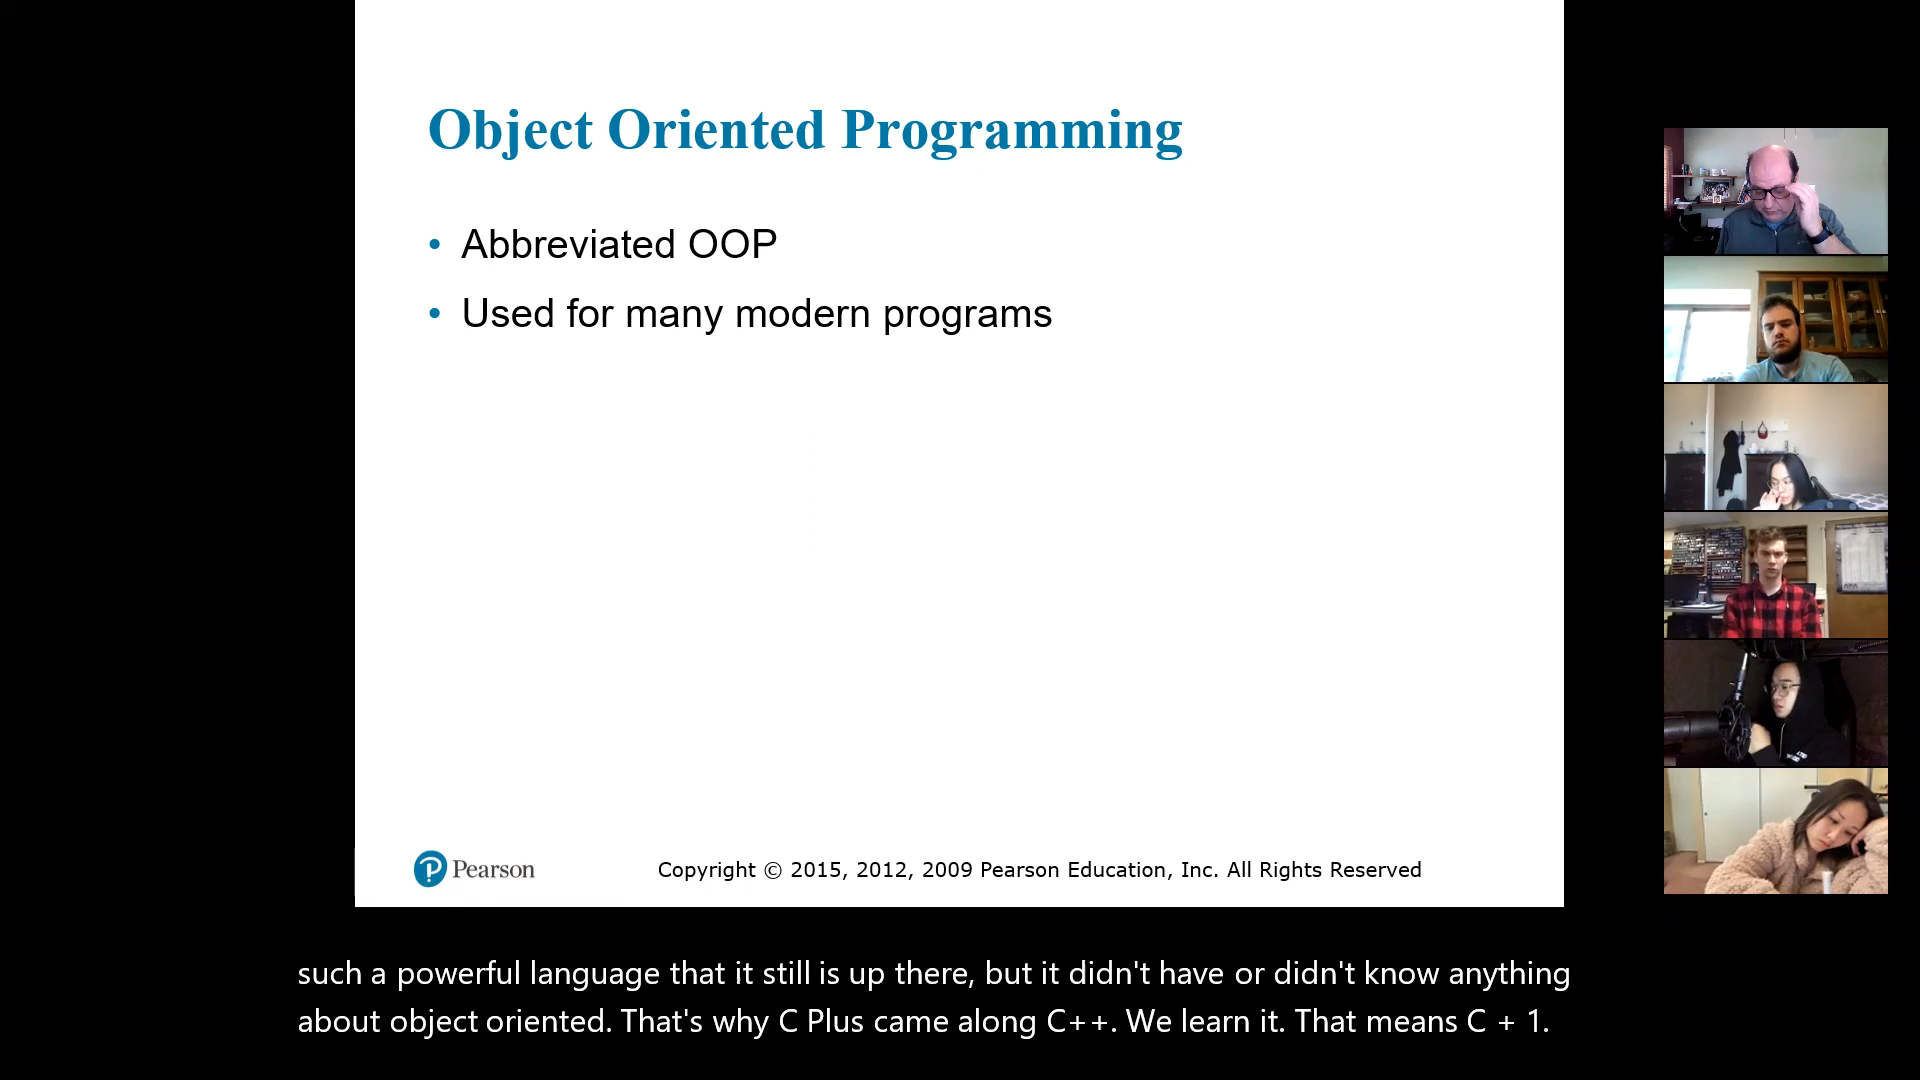 Object Oriented Programming
• Abbreviated OOP
• Used for many modern programs
Pearson
Copyright © 2015, 2012, 2009 Pearson Education, Inc. All Rights Reserved
such a powerful language that it still is up there, but it didn't have or didn't know anything
about object oriented. That's why C Plus came along C++. We learn it. That means C + 1.